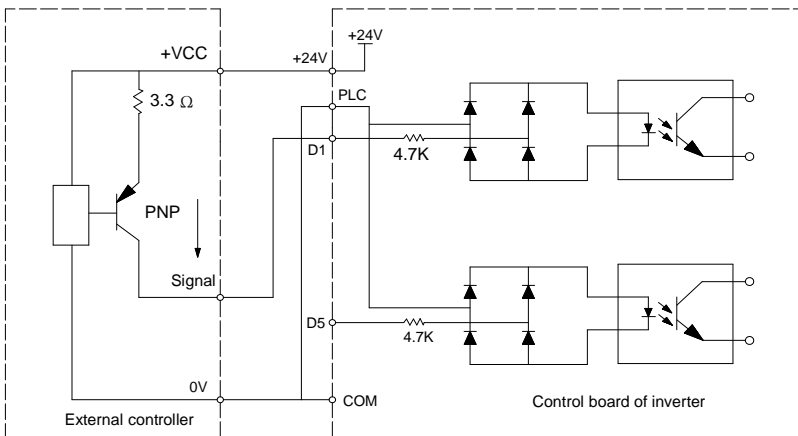 +24V
+VCC
+24V
3.3 Ω
PLC
D1
4.7K
PNP
Signal
D5
4.7K
0V
COM
External controller
Control board of inverter